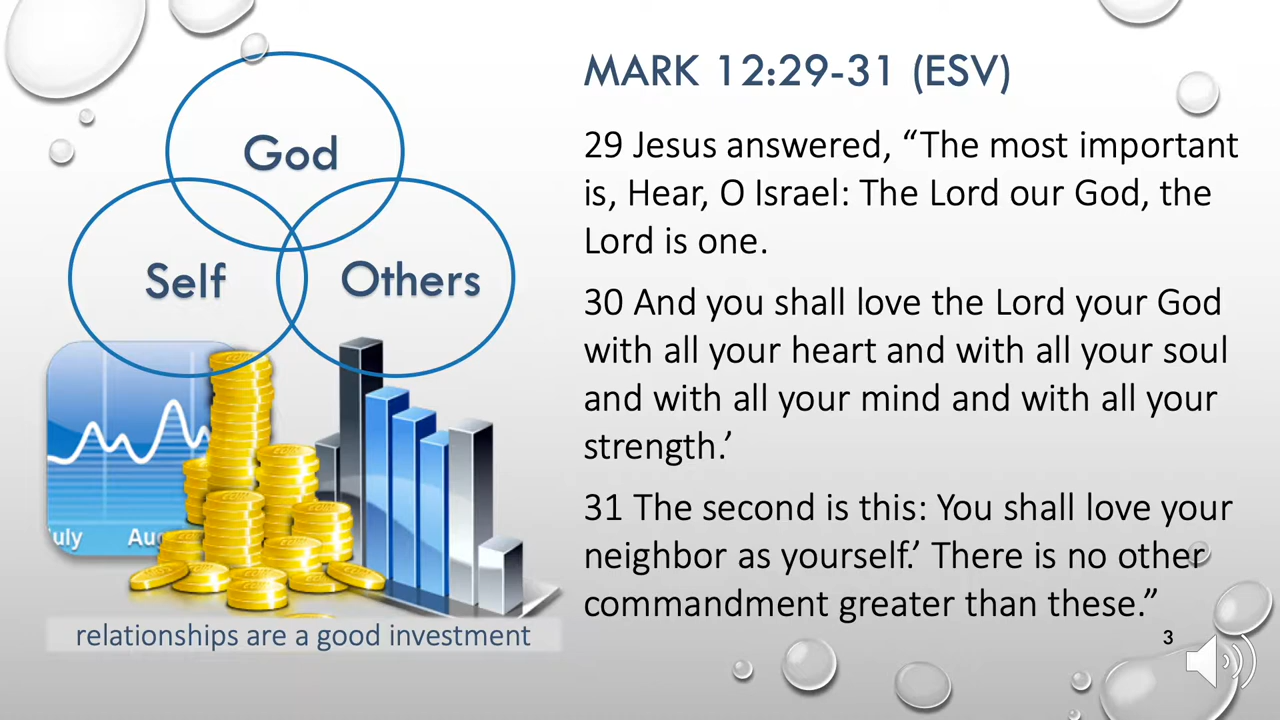 God
Self
Others
uly
Aug
relationships are a good investment
MARK 12:29-31 (ESV)
29 Jesus answered, “The most important
is, Hear, O Israel: The Lord our God, the
Lord is one.
30 And you shall love the Lord your God
with all your heart and with all your soul
and with all your mind and with all your
strength.’
31 The second is this: You shall love your
neighbor as yourself.’ There is no other
commandment greater than these.”
3